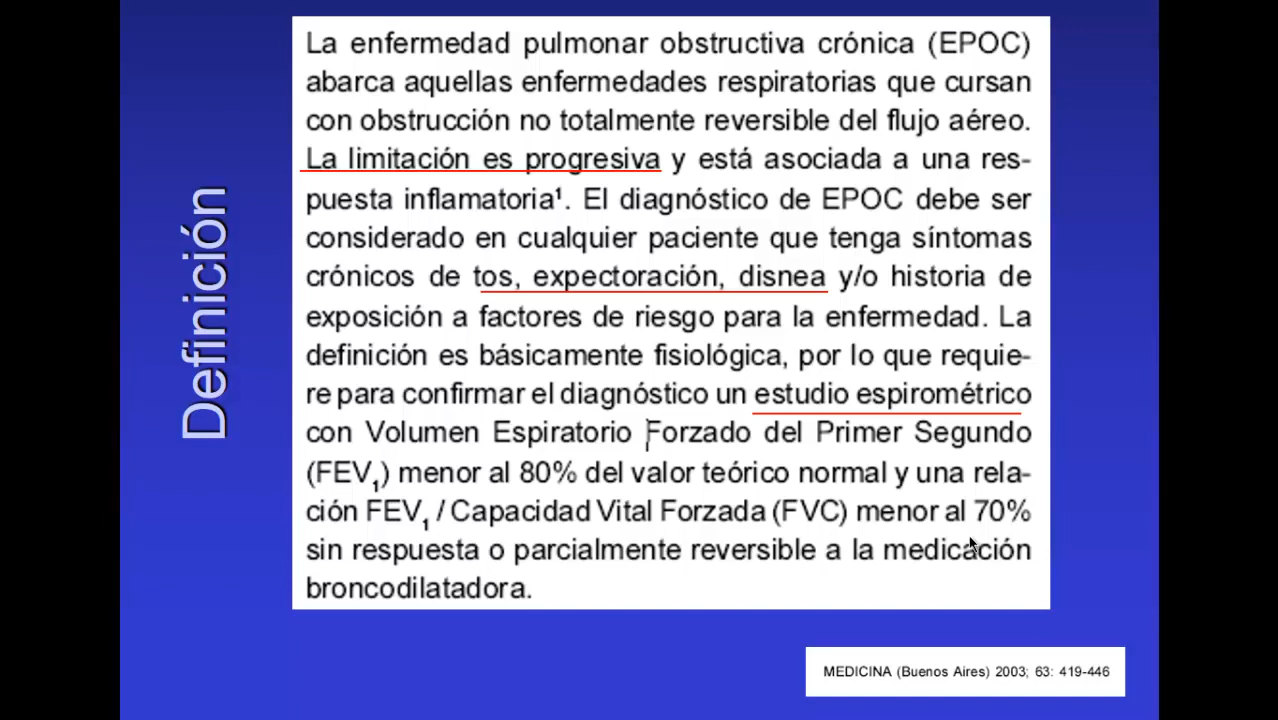 Definición
La enfermedad pulmonar obstructiva crónica (EPOC)
abarca aquellas enfermedades respiratorias que cursan
con obstrucción no totalmente reversible del flujo aéreo.
La limitación es progresiva y está asociada a una res-
puesta inflamatoria¹. El diagnóstico de EPOC debe ser
considerado en cualquier paciente que tenga síntomas
crónicos de tos, expectoración, disnea y/o historia de
exposición a factores de riesgo para la enfermedad. La
definición es básicamente fisiológica, por lo que requie-
re para confirmar el diagnóstico un estudio espirométrico
con Volumen Espiratorio Forzado del Primer Segundo
(FEV₁) menor al 80% del valor teórico normal y una rela-
ción FEV₁ / Capacidad Vital Forzada (FVC) menor al 70%
sin respuesta o parcialmente reversible a la medicación
broncodilatadora.
MEDICINA (Buenos Aires) 2003; 63: 419-446